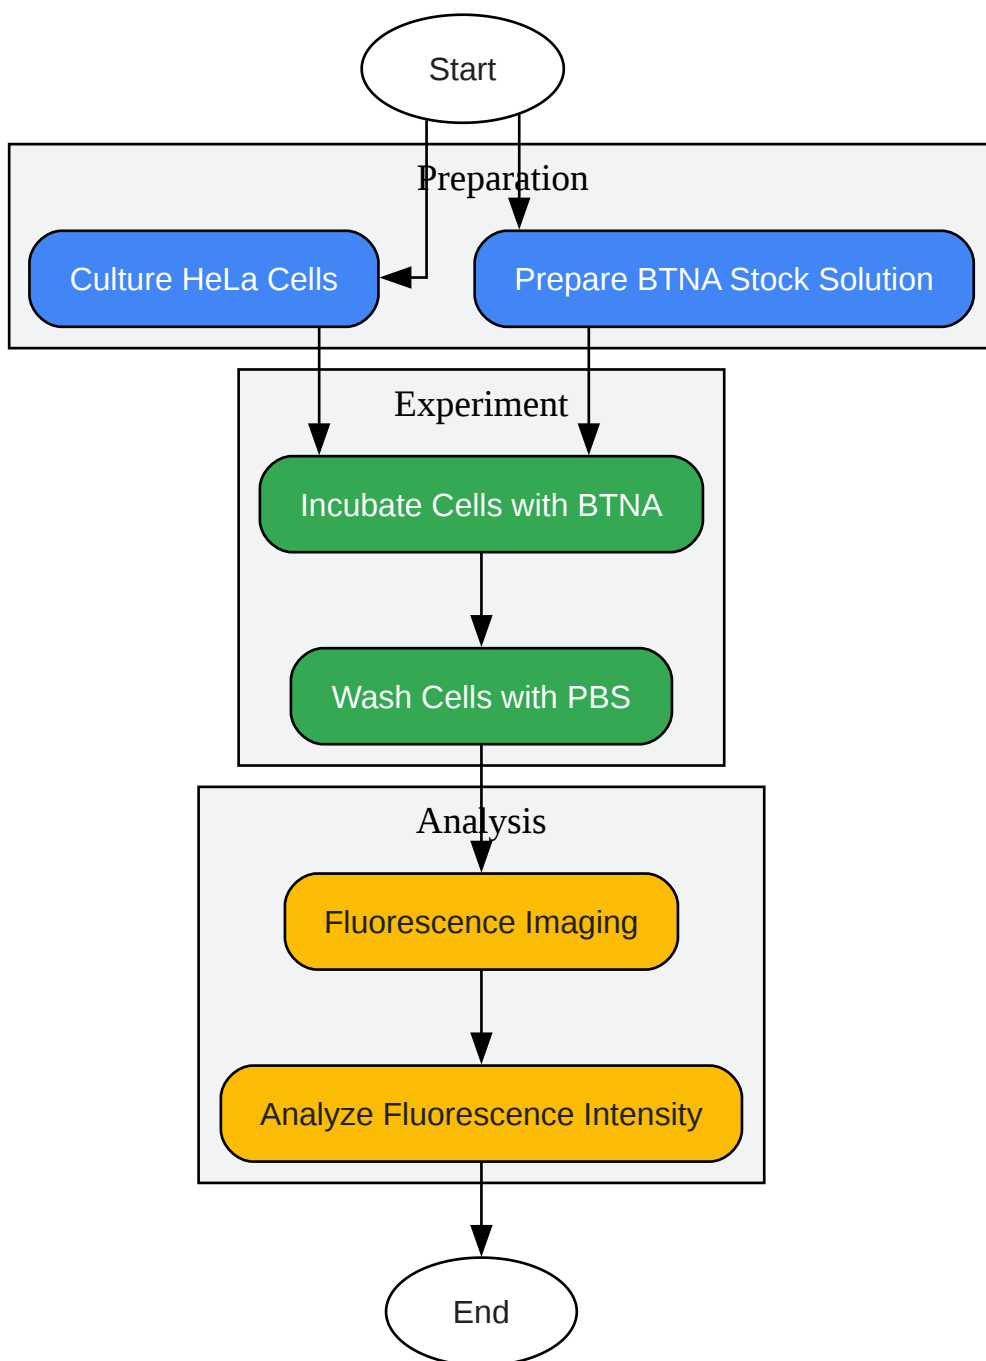 Start
Preparation
Culture HeLa Cells
Prepare BTNA Stock Solution
Experiment
Incubate Cells with BTNA
Wash Cells with PBS
Analysis
Fluorescence Imaging
Analyze Fluorescence Intensity
End